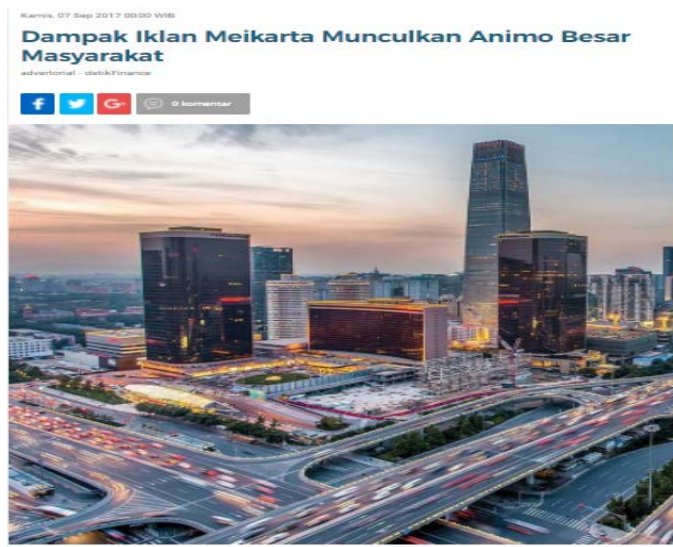 Kamis, 07 Sep 2017 00:00 WIB
Dampak Iklan Meikarta Munculkan Animo Besar
Masyarakat
advertorial - detikFinance
f G+ 0 komentar